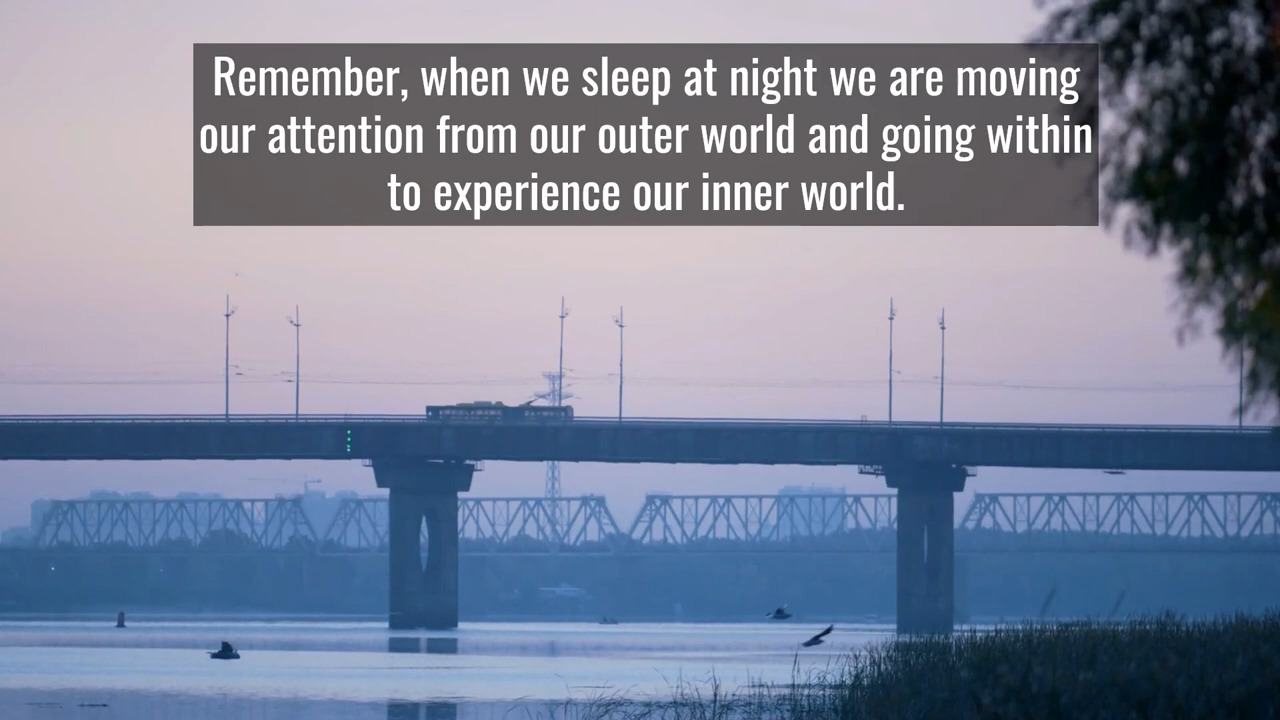 Remember, when we sleep at night we are moving
our attention from our outer world and going within
to experience our inner world.